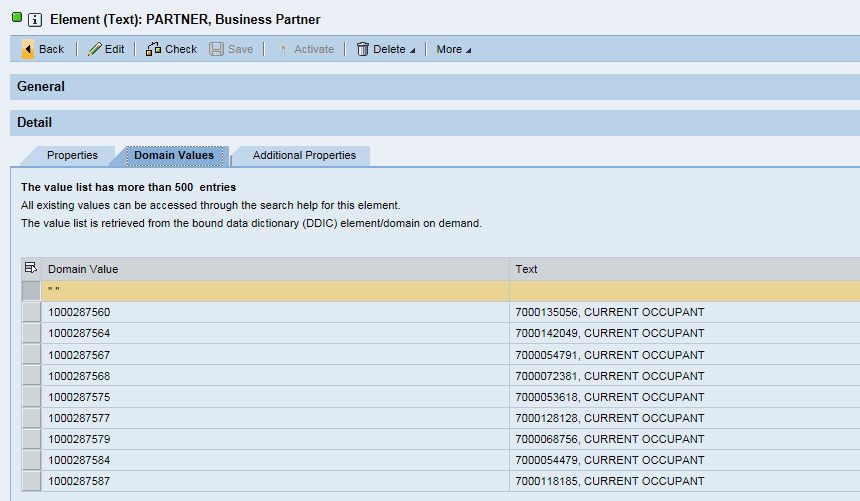 Element (Text): PARTNER, Business Partner
Back Edit Check Save Activate Delete More
General
Detail
Properties Domain Values Additional Properties
The value list has more than 500 entries
All existing values can be accessed through the search help for this element.
The value list is retrieved from the bound data dictionary (DDIC) element/domain on demand.
Domain Value Text
" "
1000287560 7000135056, CURRENT OCCUPANT
1000287564 7000142049, CURRENT OCCUPANT
1000287567 7000054791, CURRENT OCCUPANT
1000287568 7000072381, CURRENT OCCUPANT
1000287575 7000053618, CURRENT OCCUPANT
1000287577 7000128128, CURRENT OCCUPANT
1000287579 7000068756, CURRENT OCCUPANT
1000287584 7000054479, CURRENT OCCUPANT
1000287587 7000118185, CURRENT OCCUPANT